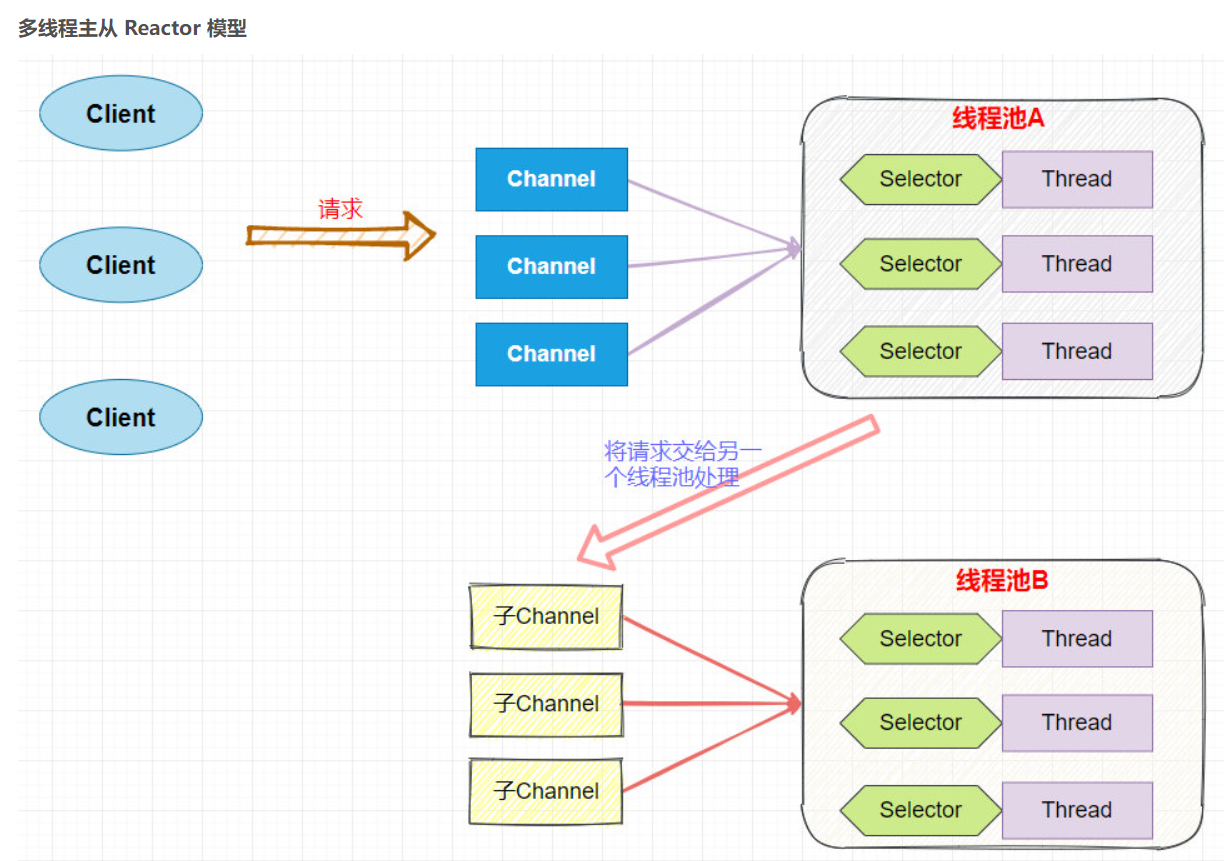 多线程主从 Reactor 模型
Client
Client
Client
请求
Channel
Channel
Channel
线程池A
Selector
Thread
Selector
Thread
Selector
Thread
将请求交给另一
个线程池处理
子Channel
子Channel
子Channel
线程池B
Selector
Thread
Selector
Thread
Selector
Thread